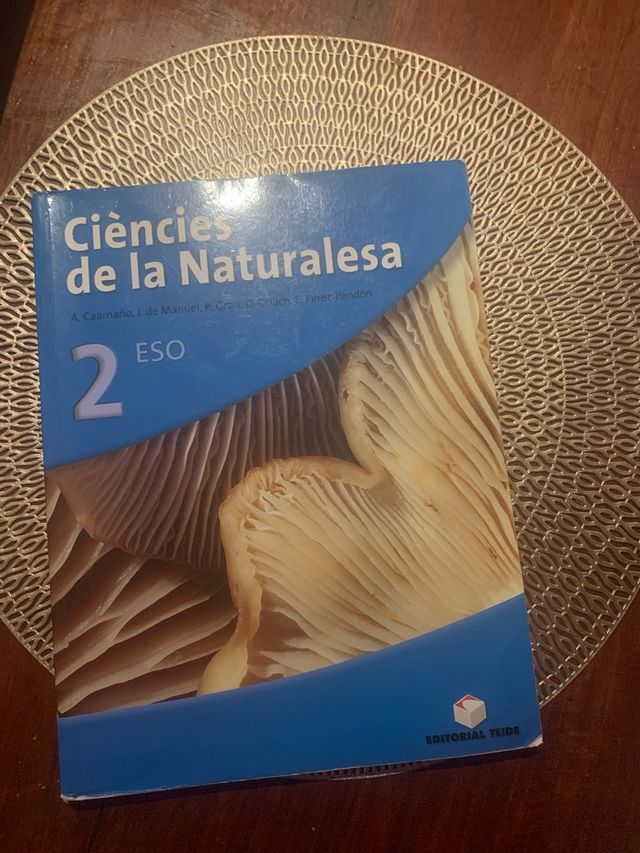 Ciències
de la Naturalesa
A. Caamaño, J. de Manuel, R. Grau, D. Obach, E. Pérez-Rendón
2 ESO
EDITORIAL TEIDE